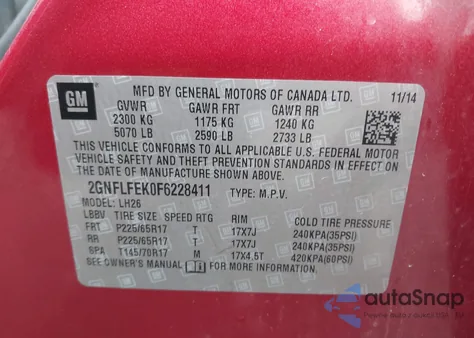 GM
MFD BY GENERAL MOTORS OF CANADA LTD. 11/14
GVWR GAWR FRT GAWR RR
2300 KG 1175 KG 1240 KG
5070 LB 2590 LB 2733 LB
THIS VEHICLE CONFORMS TO ALL APPLICABLE U.S. FEDERAL MOTOR
VEHICLE SAFETY AND THEFT PREVENTION STANDARDS IN EFFECT ON
THE DATE OF MANUFACTURE SHOWN ABOVE.
2GNFLFEK0F6228411 TYPE: M.P.V.
MODEL: LH26
LBBV TIRE SIZE SPEED RTG RIM COLD TIRE PRESSURE
FRT P225/65R17 T 17X7J 240KPA(35PSI)
RR P225/65R17 T 17X7J 240KPA(35PSI)
SPA T145/70R17 M 17X4.5T 420KPA(60PSI)
SEE OWNER'S MANUAL FOR MORE INFORMATION.
autoSnap